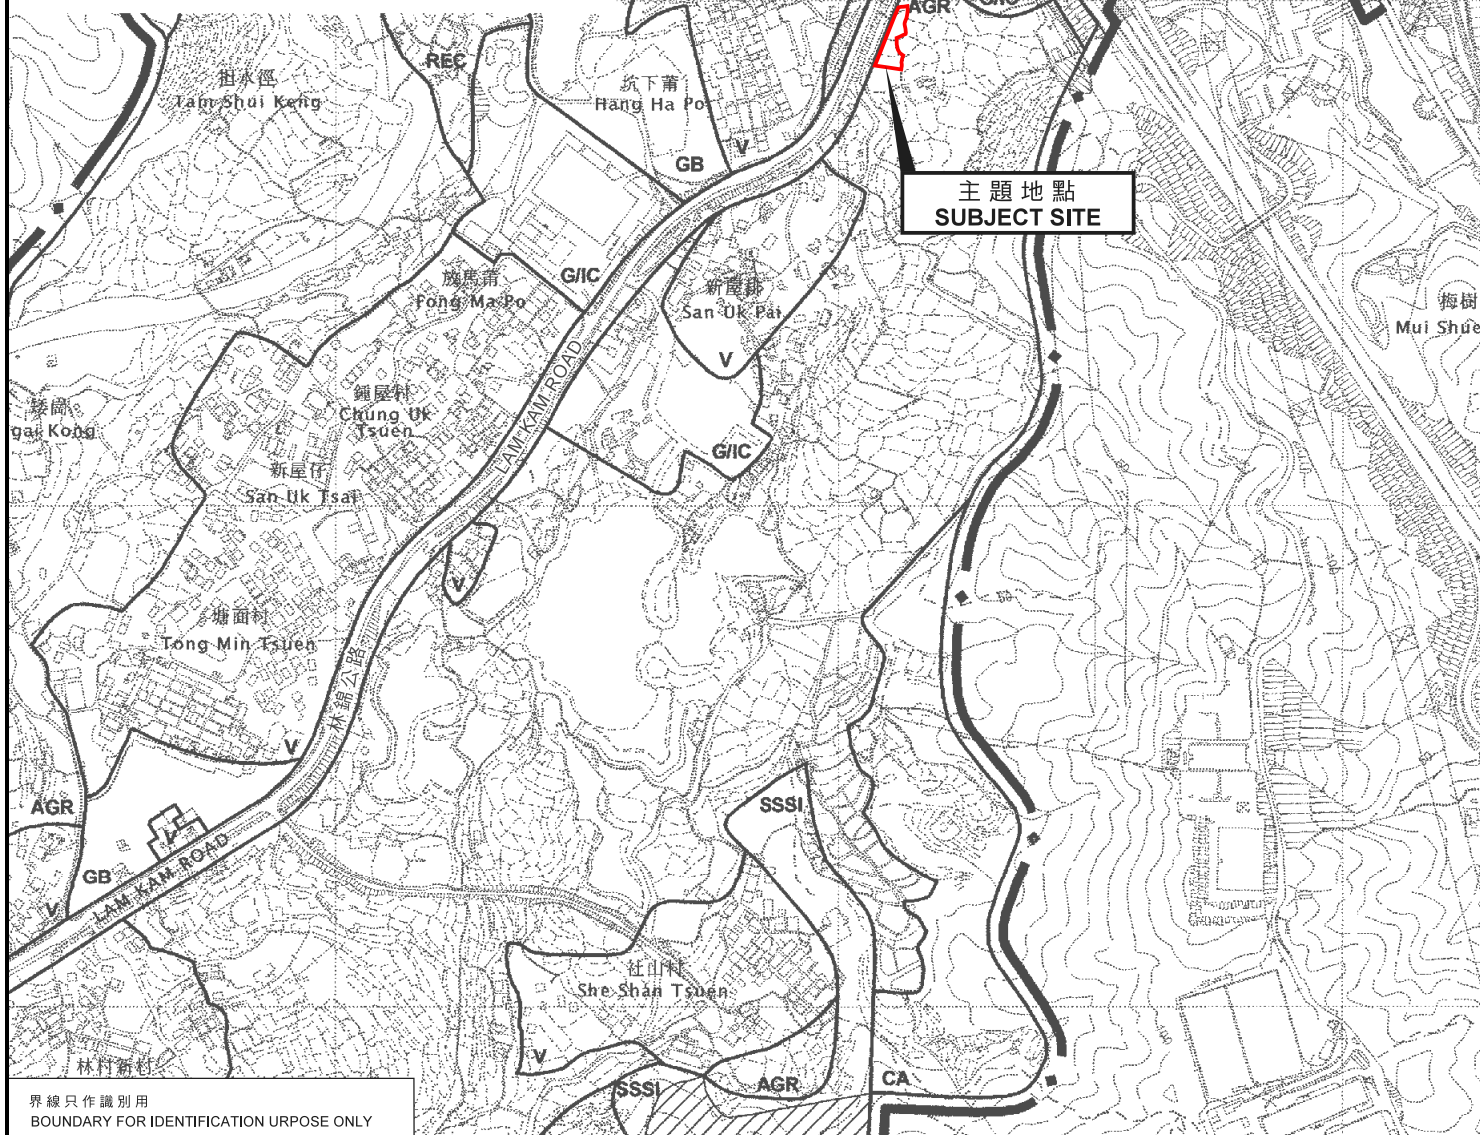 AGR
REC
担水徑
Tam Shui Keng
坑下莆
Hang Ha Po
GB
V
主題地點
SUBJECT SITE
放馬莆
Fong Ma Po
G/IC
新屋排
San Uk Pai
V
梅樹
Mui Shue
鍾屋村
Chung Uk
Tsuen
LAM KAM ROAD
gai Kong
G/IC
新屋仔
San Uk Tsai
V
塘面村
Tong Min Tsuen
林錦公路
V
AGR
SSSI
V
LAM KAM ROAD
GB
V
社山村
She Shan Tsuen
V
林村新村
SSSI
AGR
CA
界線只作識別用
BOUNDARY FOR IDENTIFICATION URPOSE ONLY